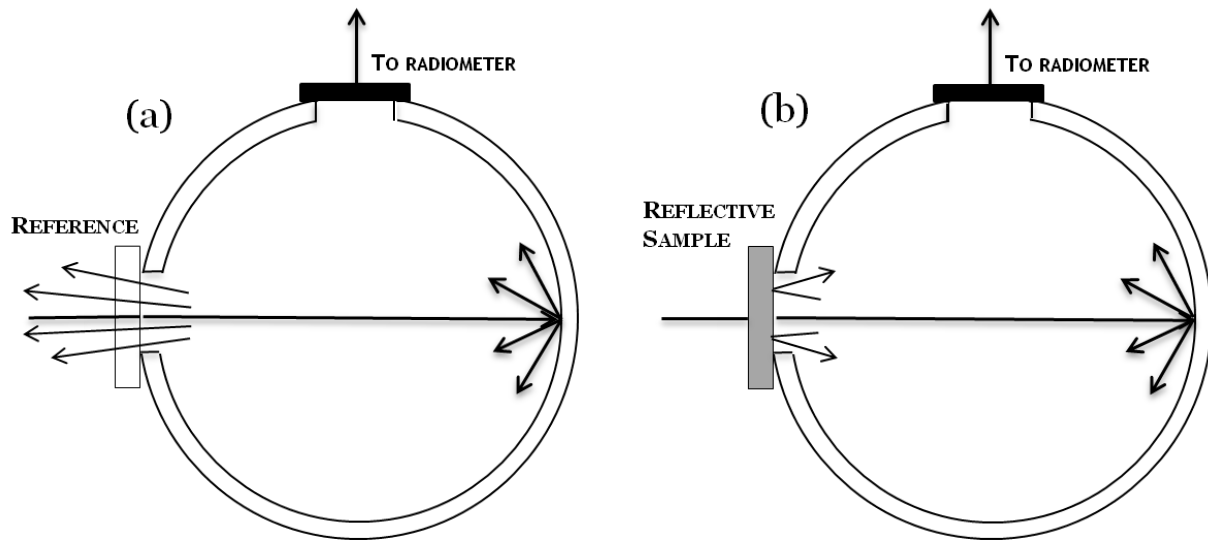 To radiometer
(a)
Reference
To radiometer
(b)
Reflective
Sample